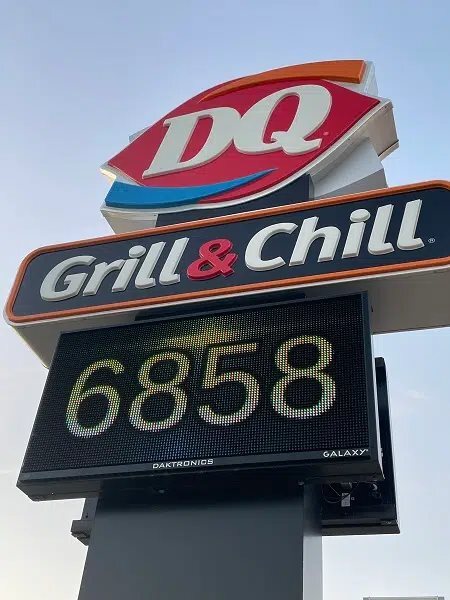 DQ
Grill & Chill
6858
DAKTRONICS GALAXY